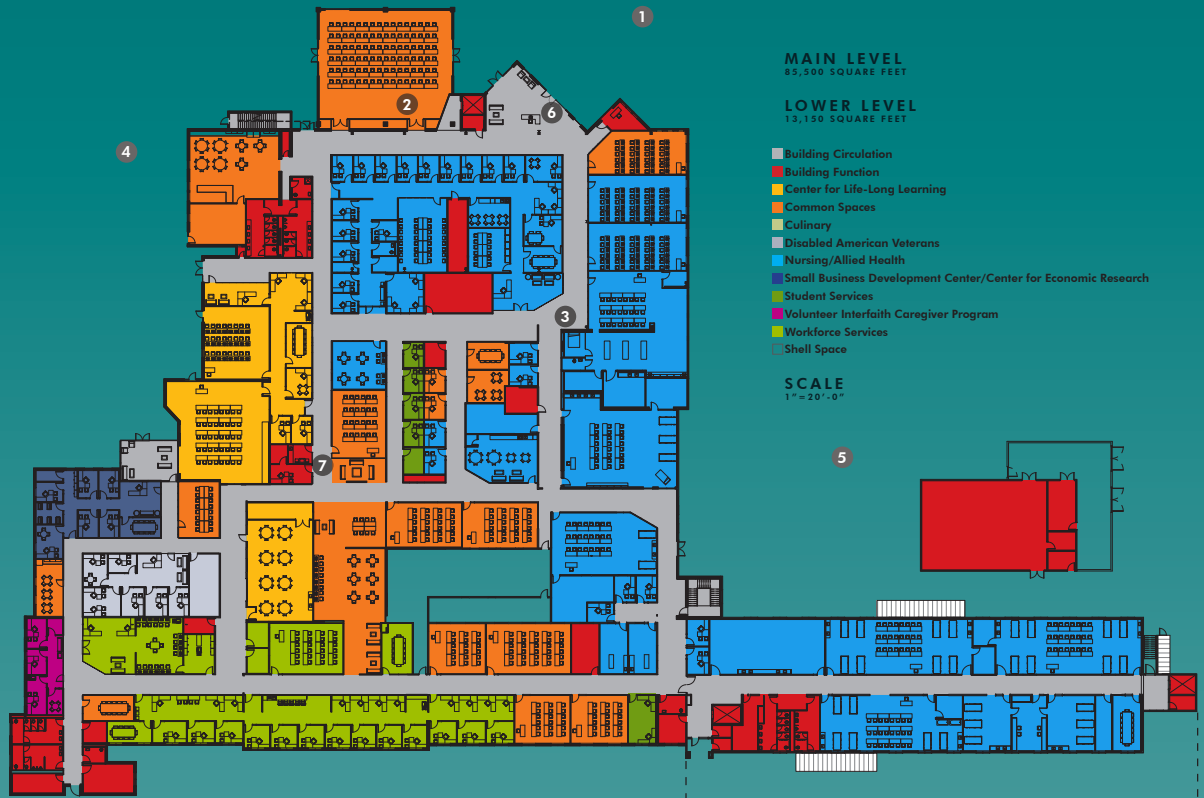 1
2
6
4
3
7
5
MAIN LEVEL
85,500 SQUARE FEET
LOWER LEVEL
13,150 SQUARE FEET
Building Circulation
Building Function
Center for Life-Long Learning
Common Spaces
Culinary
Disabled American Veterans
Nursing/Allied Health
Small Business Development Center/Center for Economic Research
Student Services
Volunteer Interfaith Caregiver Program
Workforce Services
Shell Space
SCALE
1"=20'-0"